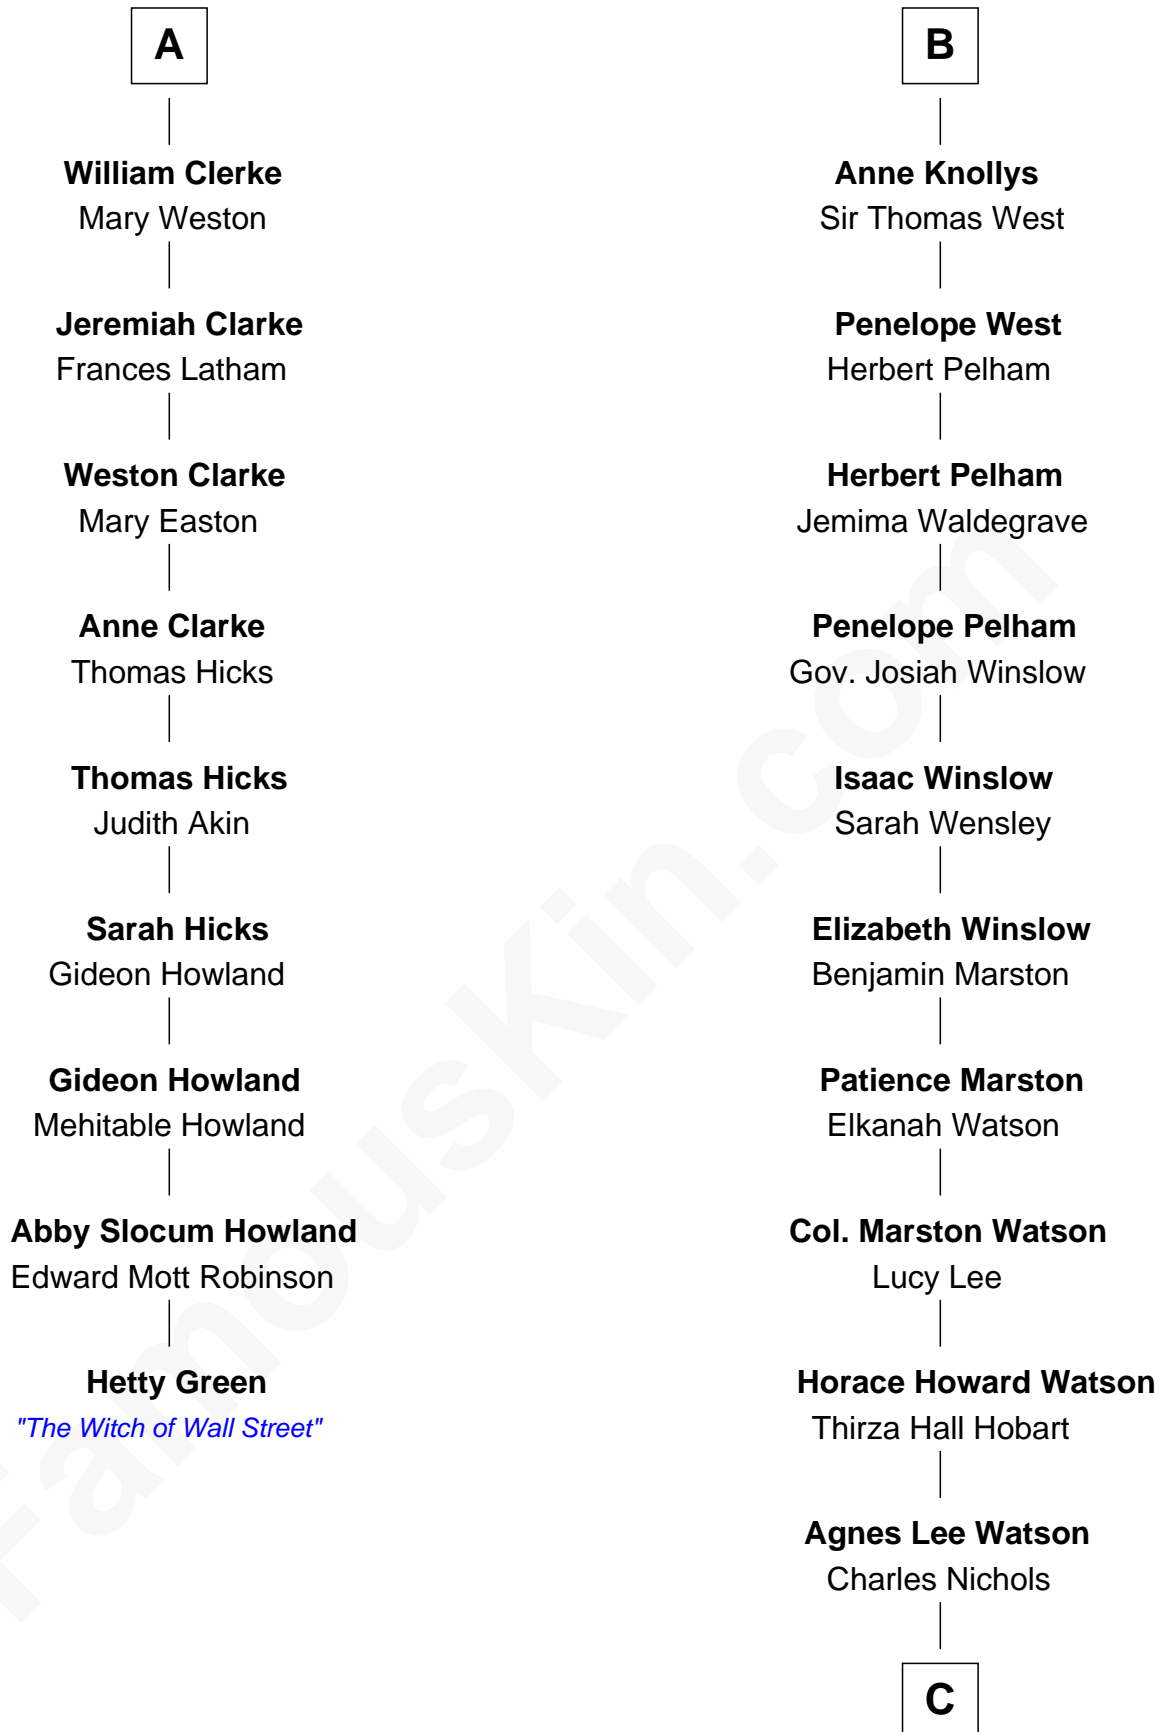 A
William Clerke
Mary Weston
Jeremiah Clarke
Frances Latham
Weston Clarke
Mary Easton
Anne Clarke
Thomas Hicks
Thomas Hicks
Judith Akin
Sarah Hicks
Gideon Howland
Gideon Howland
Mehitable Howland
Abby Slocum Howland
Edward Mott Robinson
Hetty Green
"The Witch of Wall Street"
B
Anne Knollys
Sir Thomas West
Penelope West
Herbert Pelham
Herbert Pelham
Jemima Waldegrave
Penelope Pelham
Gov. Josiah Winslow
Isaac Winslow
Sarah Wensley
Elizabeth Winslow
Benjamin Marston
Patience Marston
Elkanah Watson
Col. Marston Watson
Lucy Lee
Horace Howard Watson
Thirza Hall Hobart
Agnes Lee Watson
Charles Nichols
C
FamousKin.com